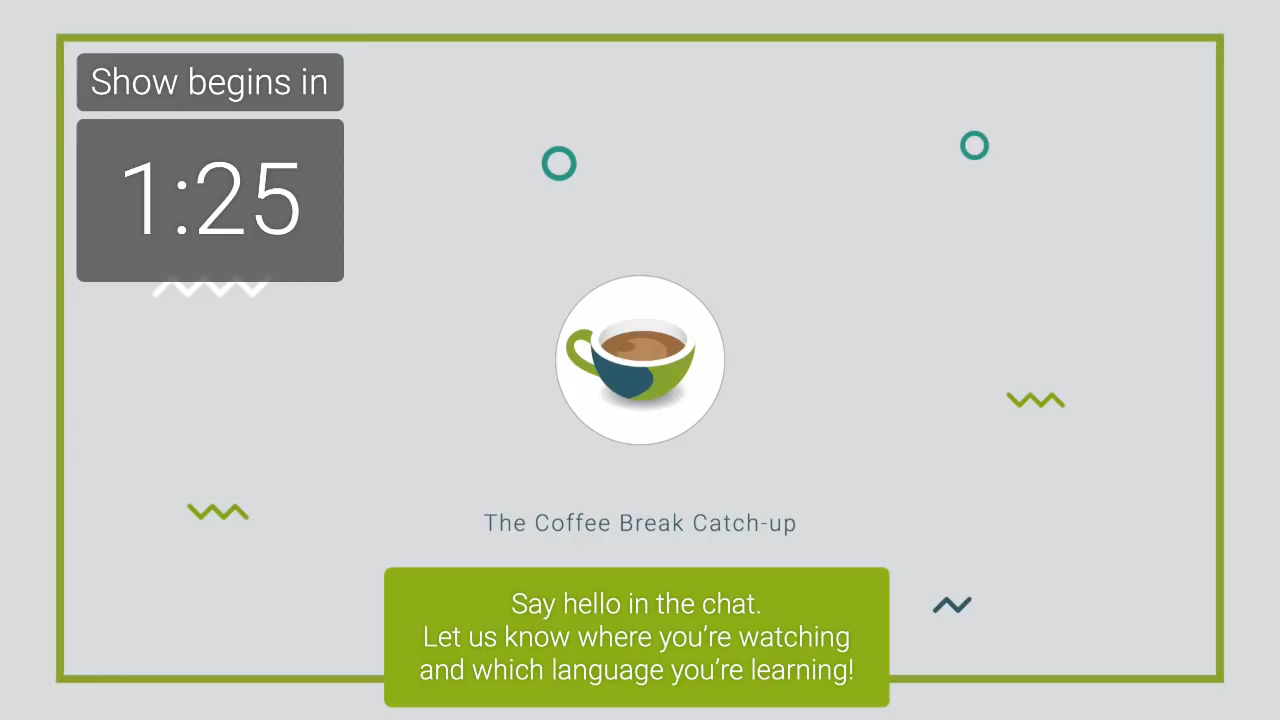 Show begins in
1:25
The Coffee Break Catch-up
Say hello in the chat.
Let us know where you’re watching
and which language you’re learning!